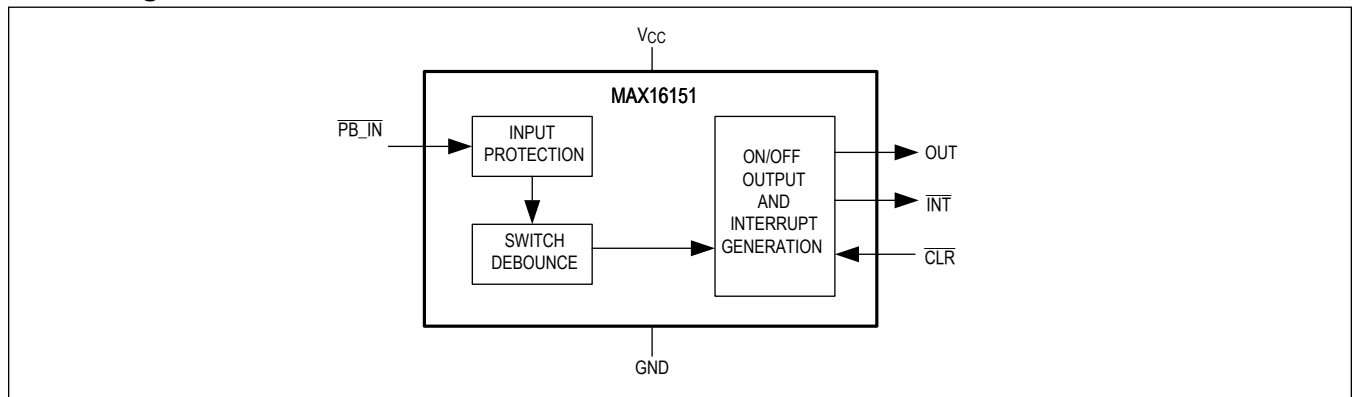 VCC
MAX16151
PB_IN
INPUT
PROTECTION
SWITCH
DEBOUNCE
ON/OFF
OUTPUT
AND
INTERRUPT
GENERATION
OUT
INT
CLR
GND